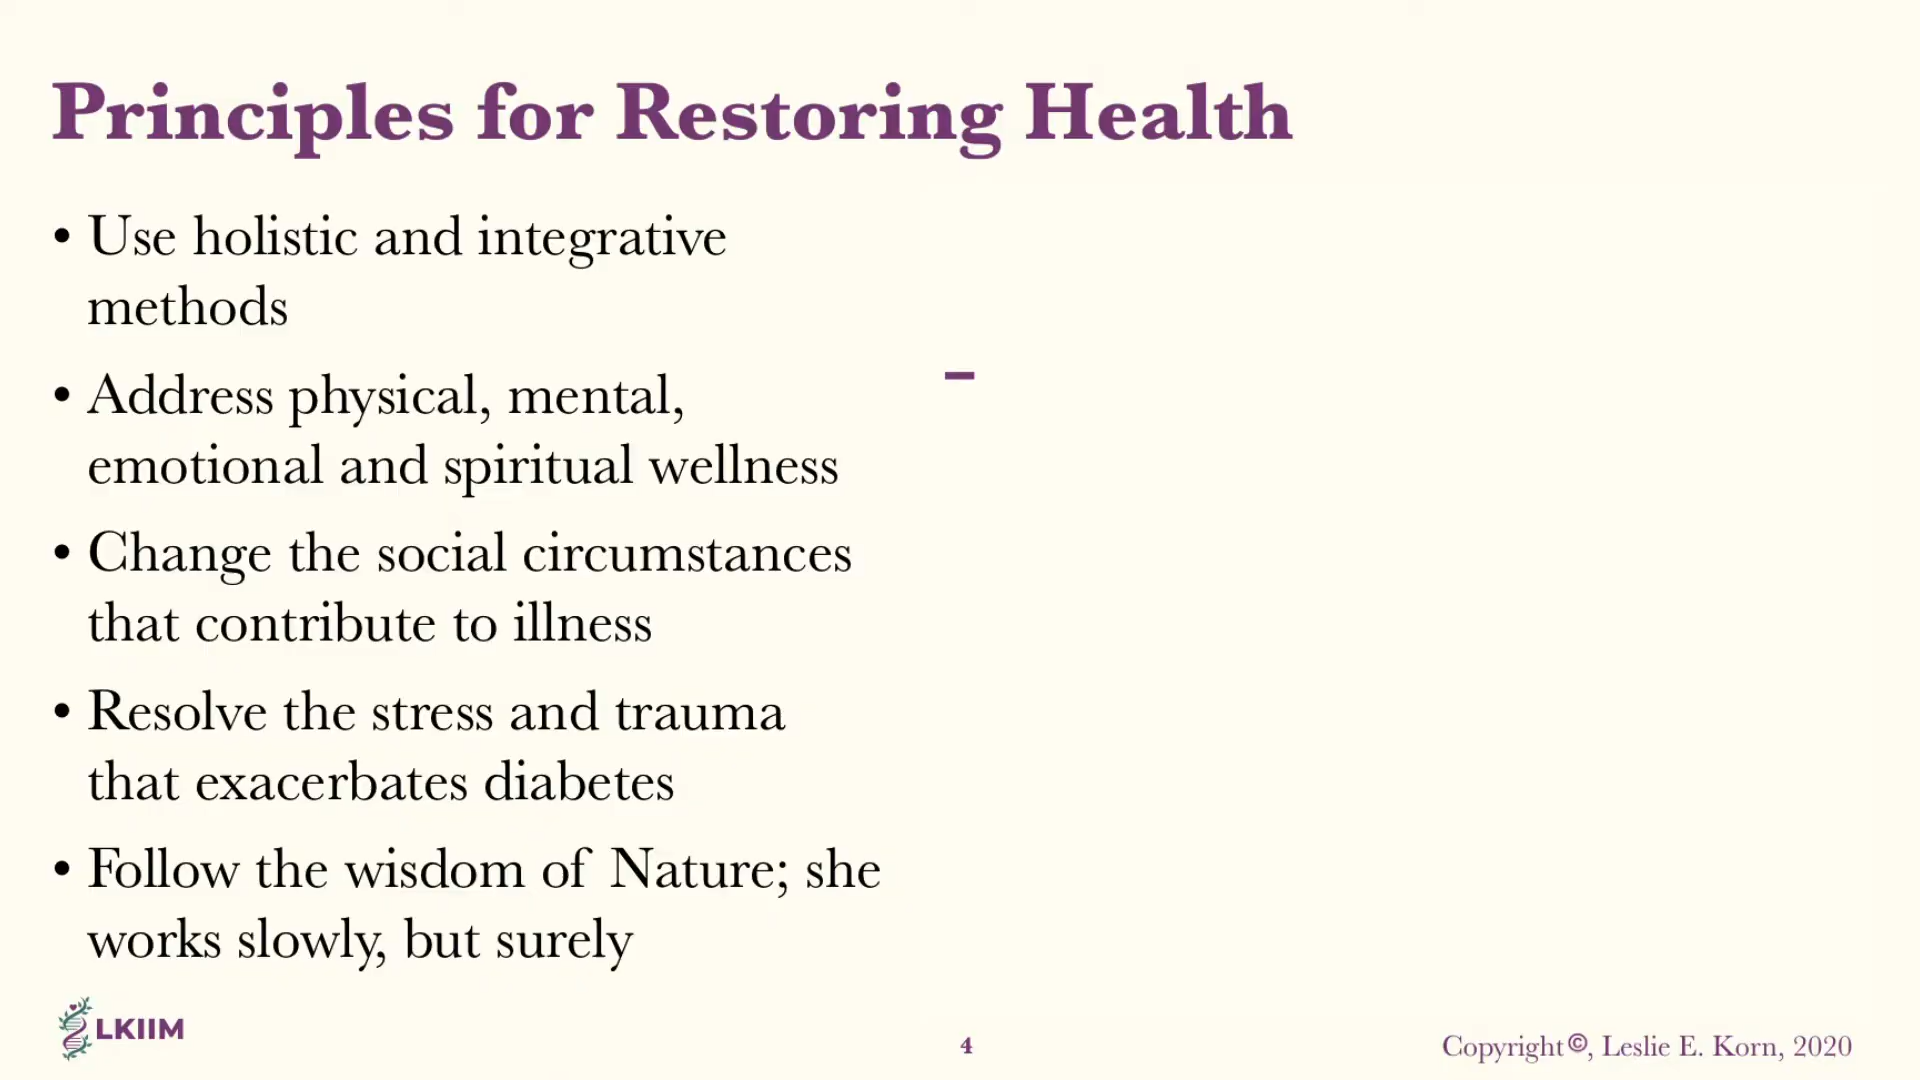 Principles for Restoring Health
• Use holistic and integrative
methods
• Address physical, mental,
emotional and spiritual wellness
• Change the social circumstances
that contribute to illness
• Resolve the stress and trauma
that exacerbates diabetes
• Follow the wisdom of Nature; she
works slowly, but surely
–
LKIIM
4
Copyright©, Leslie E. Korn, 2020